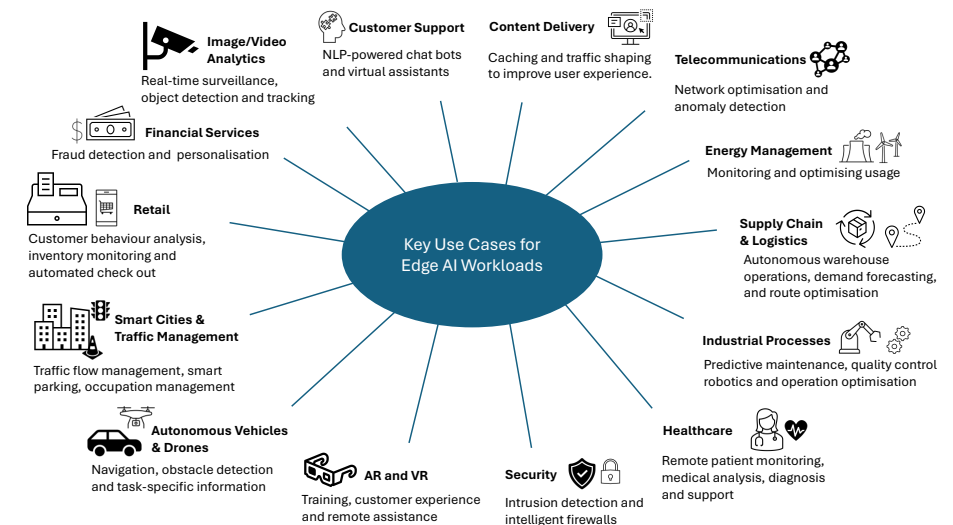 Key Use Cases for
Edge AI Workloads
Customer Support
NLP-powered chat bots
and virtual assistants
Content Delivery
Caching and traffic shaping
to improve user experience.
Telecommunications
Network optimisation and
anomaly detection
Energy Management
Monitoring and optimising usage
Supply Chain
& Logistics
Autonomous warehouse
operations, demand forecasting,
and route optimisation
Industrial Processes
Predictive maintenance, quality control
robotics and operation optimisation
Healthcare
Remote patient monitoring,
medical analysis, diagnosis
and support
Security
Intrusion detection and
intelligent firewalls
AR and VR
Training, customer experience
and remote assistance
Autonomous Vehicles
& Drones
Navigation, obstacle detection
and task-specific information
Smart Cities &
Traffic Management
Traffic flow management, smart
parking, occupation management
Retail
Customer behaviour analysis,
inventory monitoring and
automated check out
$
Financial Services
Fraud detection and personalisation
Image/Video
Analytics
Real-time surveillance,
object detection and tracking